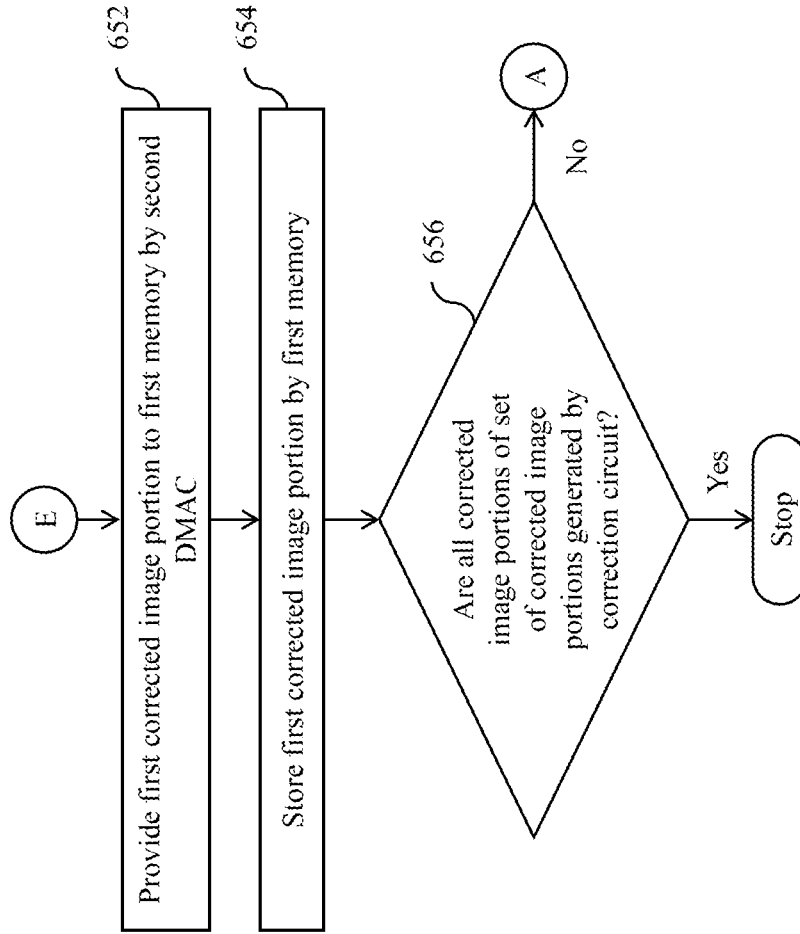 E
652
Provide first corrected image portion to first memory by second
DMAC
654
Store first corrected image portion by first memory
656
Are all corrected
image portions of set
of corrected image
portions generated by
correction circuit?
No
A
Yes
Stop